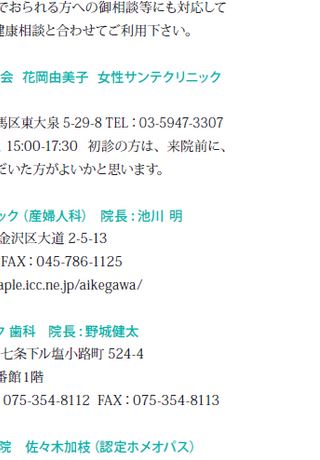 でおられる方への御相談等にも対応して
健康相談と合わせてご利用下さい。
会 花岡由美子 女性サンテクリニック
馬区東大泉 5-29-8 TEL：03-5947-3307
15:00-17:30 初診の方は、来院前に、
だいた方がよいかと思います。
ック（産婦人科） 院長：池川 明
金沢区大道 2-5-13
FAX：045-786-1125
aple.icc.ne.jp/aikegawa/
ク 歯科 院長：野城健太
七条下ル塩小路町 524-4
番館1階
075-354-8112 FAX：075-354-8113
院 佐々木加枝（認定ホメオパス）